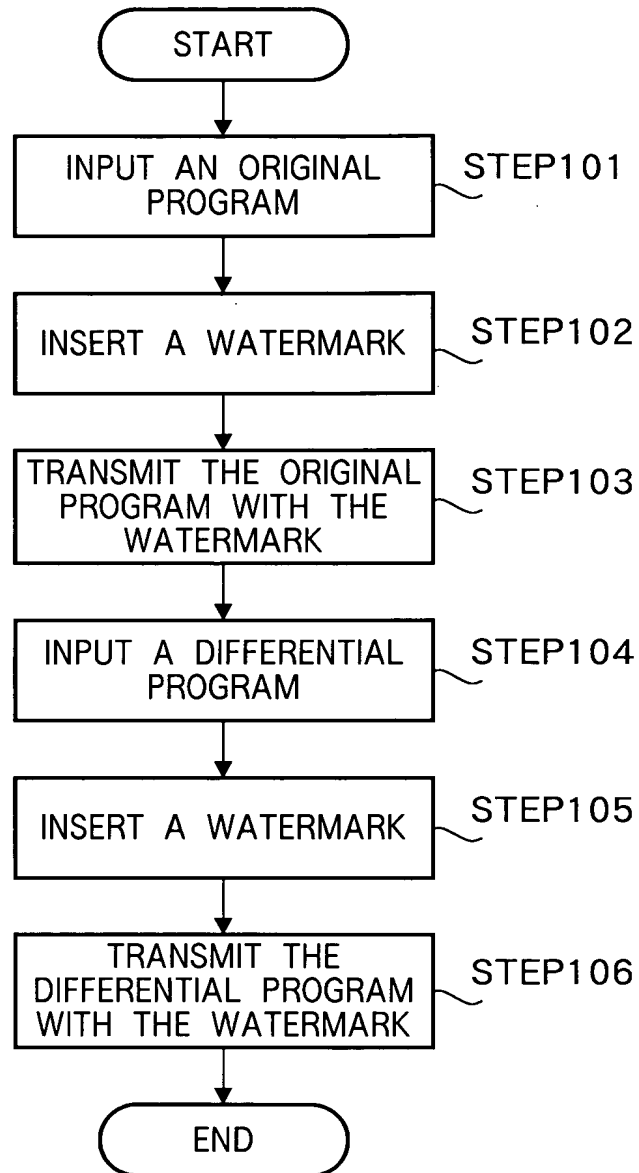 START
INPUT AN ORIGINAL
PROGRAM
STEP101
INSERT A WATERMARK
STEP102
TRANSMIT THE ORIGINAL
PROGRAM WITH THE
WATERMARK
STEP103
INPUT A DIFFERENTIAL
PROGRAM
STEP104
INSERT A WATERMARK
STEP105
TRANSMIT THE
DIFFERENTIAL PROGRAM
WITH THE WATERMARK
STEP106
END